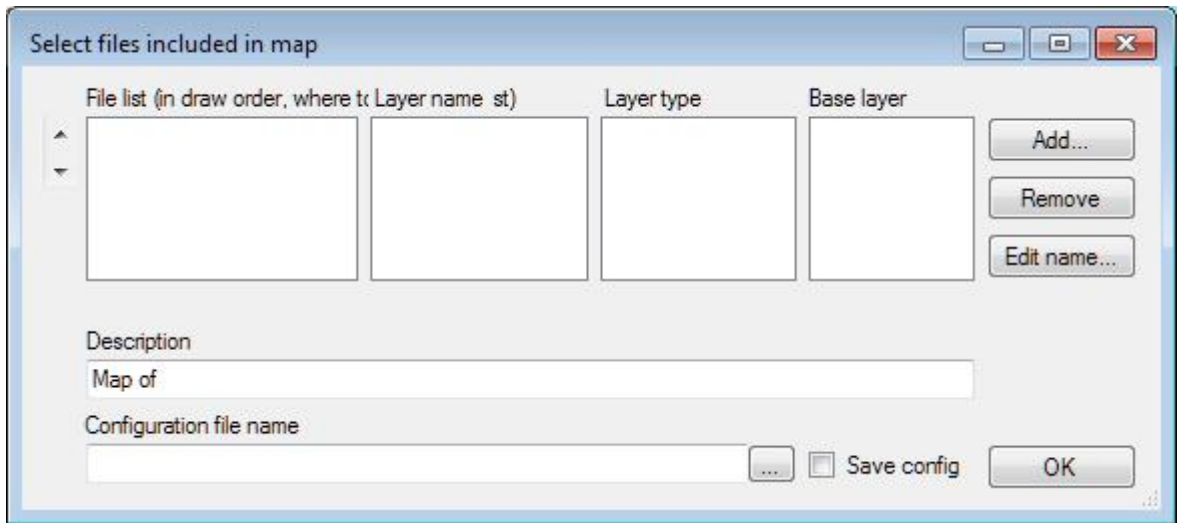 Select files included in map
File list (in draw order, where to Layer name st) Layer type Base layer
Add...
Remove
Edit name...
Description
Map of
Configuration file name
... Save config OK